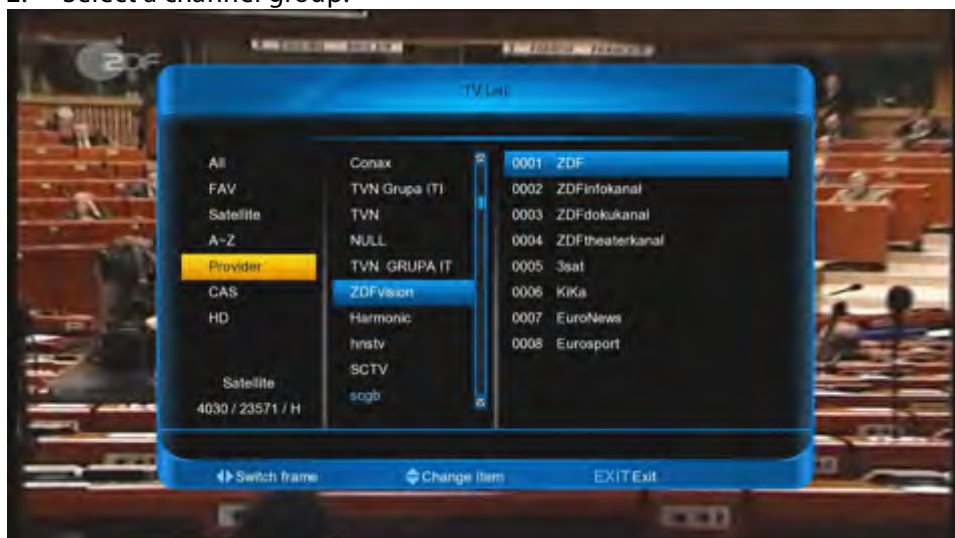 2. Select a channel group.
ZDF
TV List
All
FAV
Satellite
A~Z
Provider
CAS
HD
Satellite
4030 / 23571 / H
Conax
TVN Grupa ITI
TVN
NULL
TVN GRUPA IT
ZDFvision
Harmonic
hnstv
SCTV
sogb
0001 ZDF
0002 ZDFinfokanal
0003 ZDFdokukanal
0004 ZDFtheaterkanal
0005 3sat
0006 KiKa
0007 EuroNews
0008 Eurosport
Switch frame
Change item
EXIT Exit